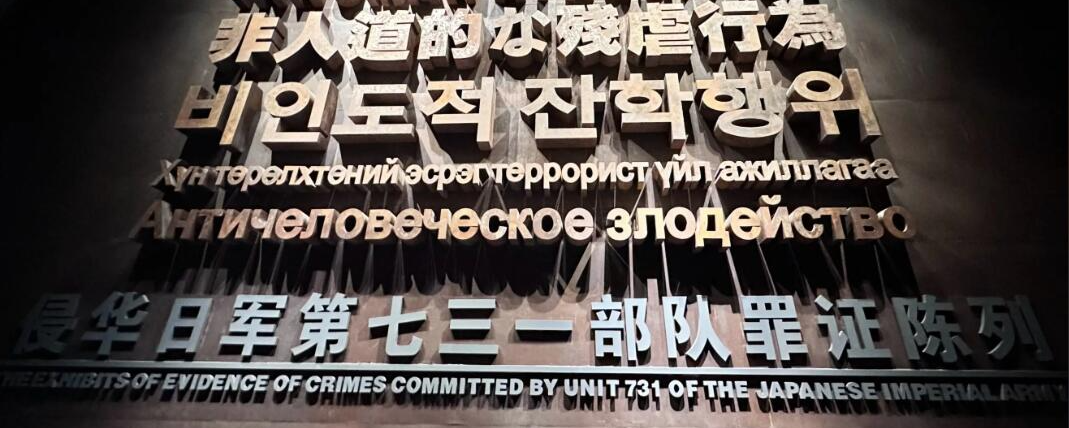 非人道的な残虐行為
비인도적 잔학행위
Хүн төрөлхтөний эсрэг террорист үйл ажиллагаа
Античеловеческое злодейство
侵华日军第七三一部队罪证陈列
THE EXHIBITS OF EVIDENCE OF CRIMES COMMITTED BY UNIT 731 OF THE JAPANESE IMPERIAL ARMY